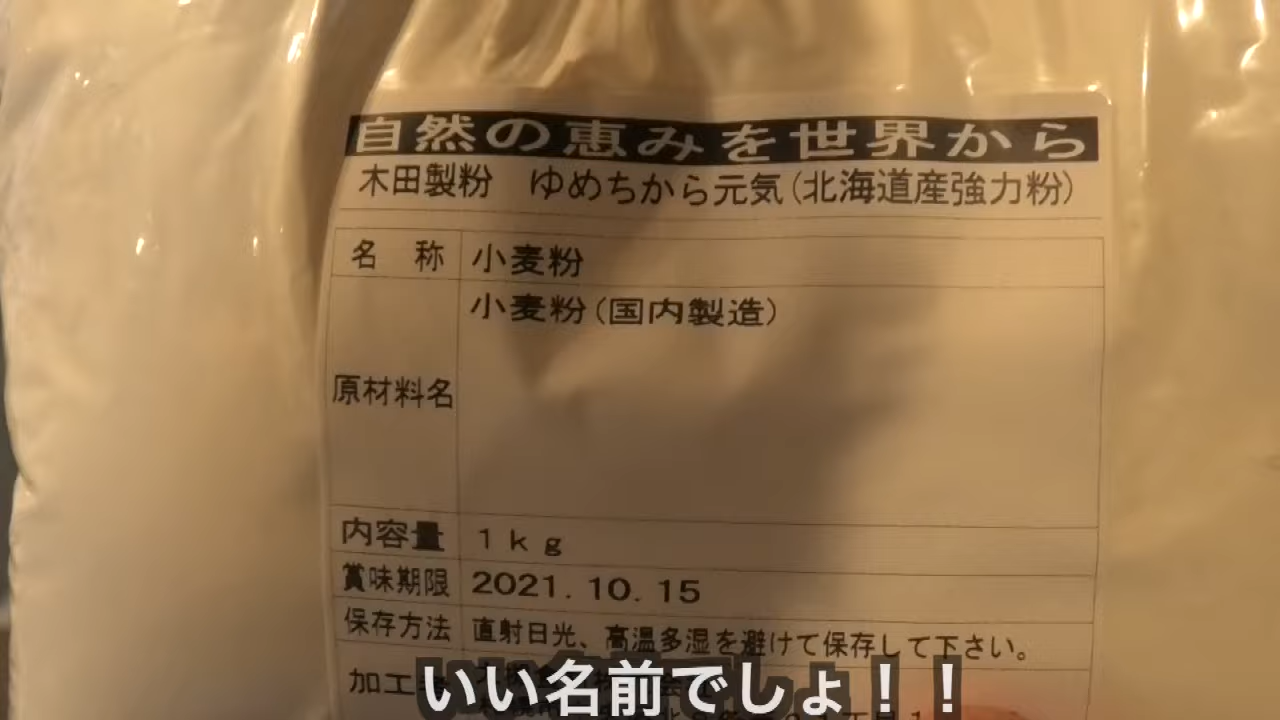 自然の恵みを世界から
木田製粉 ゆめちから元気(北海道産強力粉)
名 称 小麦粉
原材料名 小麦粉(国内製造)
内容量 1kg
賞味期限 2021.10.15
保存方法 直射日光、高温多湿を避けて保存して下さい。
加工
いい名前でしょ！！